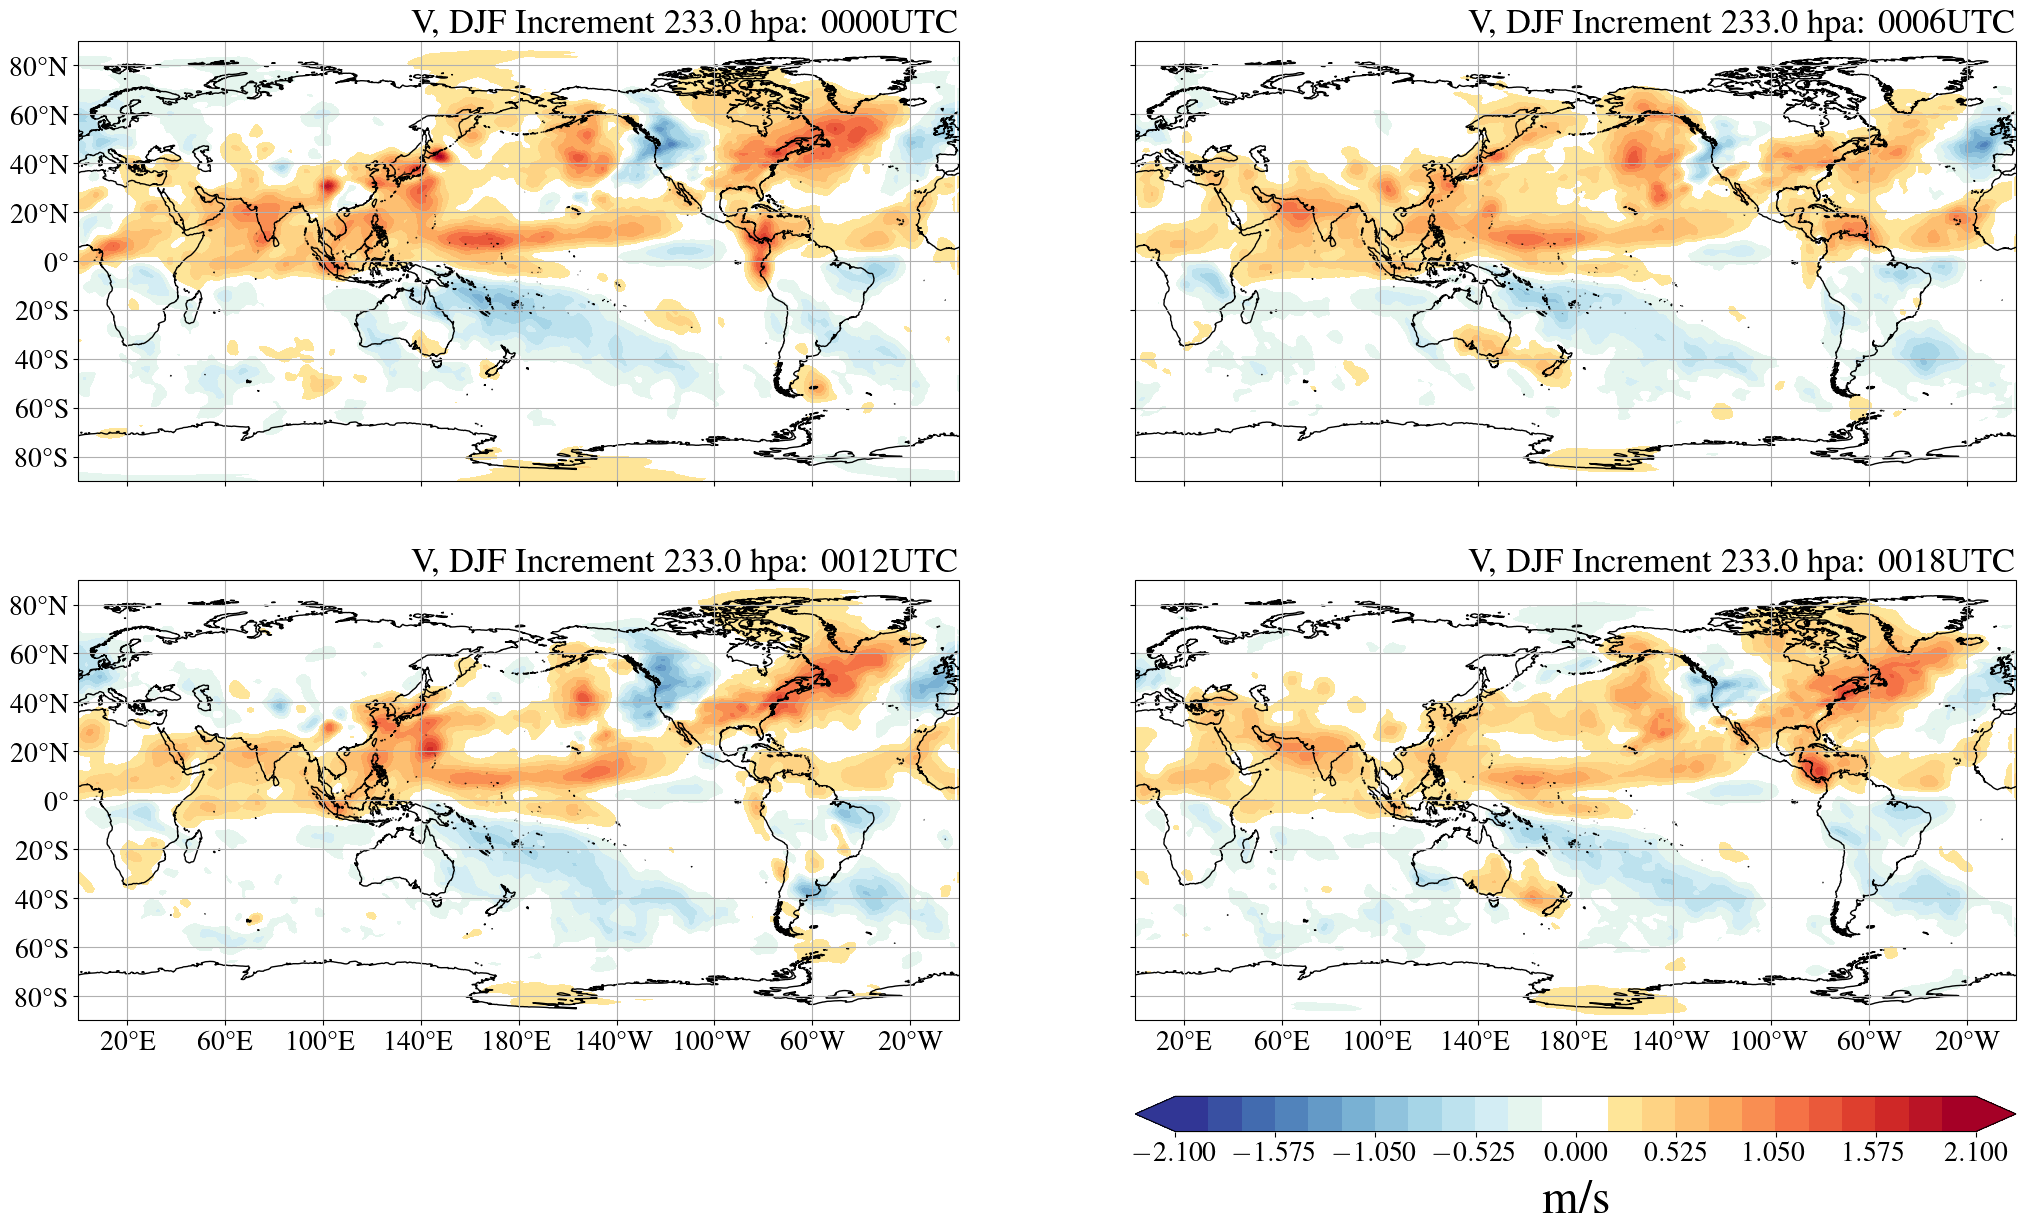 V, DJF Increment 233.0 hpa: 0000UTC
V, DJF Increment 233.0 hpa: 0006UTC
80°N
60°N
40°N
20°N
0°
20°S
40°S
60°S
80°S
V, DJF Increment 233.0 hpa: 0012UTC
V, DJF Increment 233.0 hpa: 0018UTC
80°N
60°N
40°N
20°N
0°
20°S
40°S
60°S
80°S
20°E 60°E 100°E 140°E 180°E 140°W 100°W 60°W 20°W
20°E 60°E 100°E 140°E 180°E 140°W 100°W 60°W 20°W
−2.100 −1.575 −1.050 −0.525 0.000 0.525 1.050 1.575 2.100
m/s